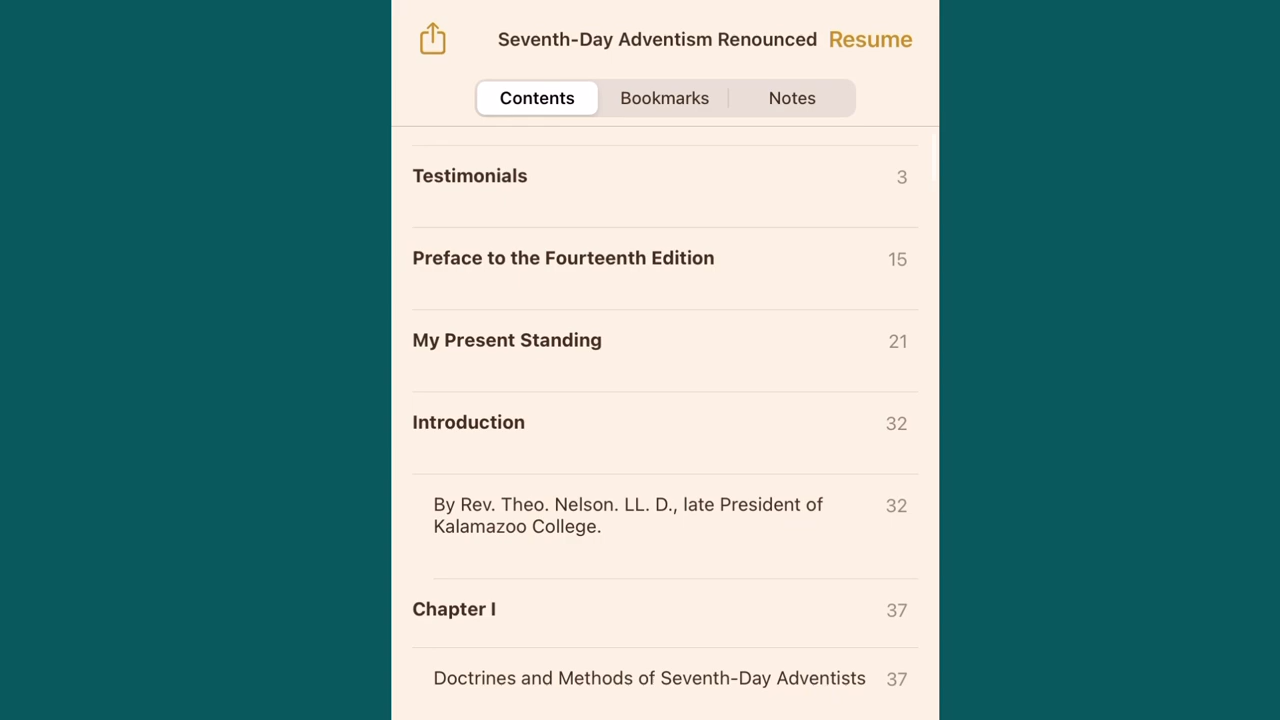 Seventh-Day Adventism Renounced Resume
Contents Bookmarks Notes
Testimonials 3
Preface to the Fourteenth Edition 15
My Present Standing 21
Introduction 32
By Rev. Theo. Nelson. LL. D., late President of 32
Kalamazoo College.
Chapter I 37
Doctrines and Methods of Seventh-Day Adventists 37